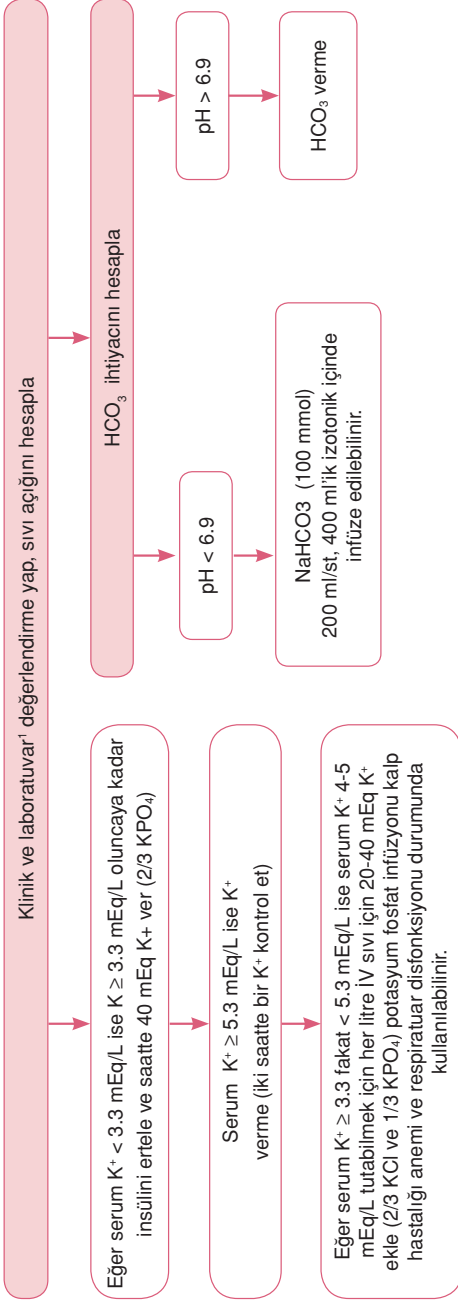 Klinik ve laboratuvar¹ değerlendirme yap, sıvı açığını hesapla
Eğer serum K⁺ < 3.3 mEq/L ise K ≥ 3.3 mEq/L oluncaya kadar
insülini ertele ve saatte 40 mEq K+ ver (2/3 KPO₄)
Serum K⁺ ≥ 5.3 mEq/L ise K⁺
verme (iki saatte bir K⁺ kontrol et)
Eğer serum K⁺ ≥ 3.3 fakat < 5.3 mEq/L ise serum K⁺ 4-5
mEq/L tutabilmek için her litre İV sıvı için 20-40 mEq K⁺
ekle (2/3 KCl ve 1/3 KPO₄) potasyum fosfat infüzyonu kalp
hastalığı anemi ve respiratuar disfonksiyonu durumunda
kullanılabilinir.
HCO₃ ihtiyacını hesapla
pH < 6.9
NaHCO3 (100 mmol)
200 ml/st, 400 ml'ik izotonik içinde
infüze edilebilinir.
pH > 6.9
HCO₃ verme